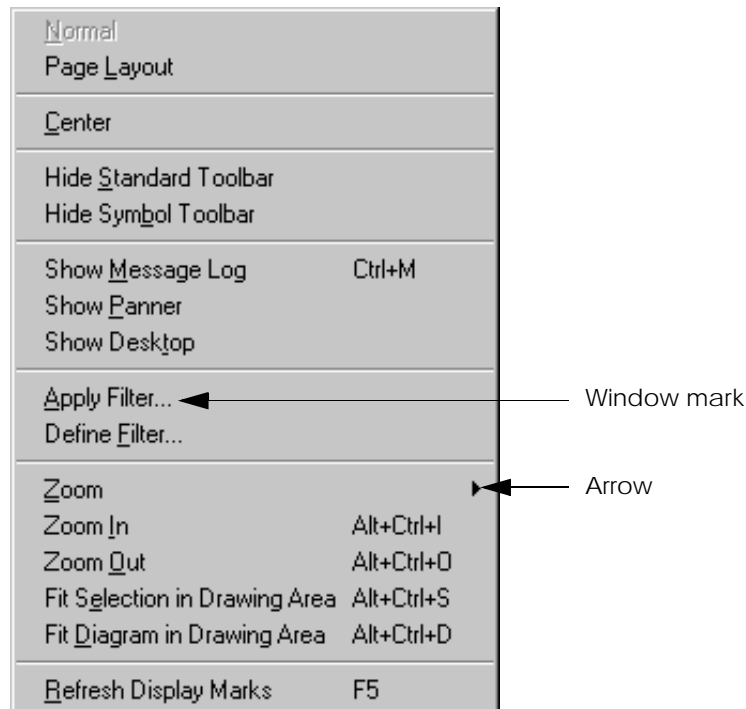 Normal
Page Layout
Center
Hide Standard Toolbar
Hide Symbol Toolbar
Show Message Log Ctrl+M
Show Panner
Show Desktop
Apply Filter... Window mark
Define Filter...
Zoom Arrow
Zoom In Alt+Ctrl+I
Zoom Out Alt+Ctrl+O
Fit Selection in Drawing Area Alt+Ctrl+S
Fit Diagram in Drawing Area Alt+Ctrl+D
Refresh Display Marks F5